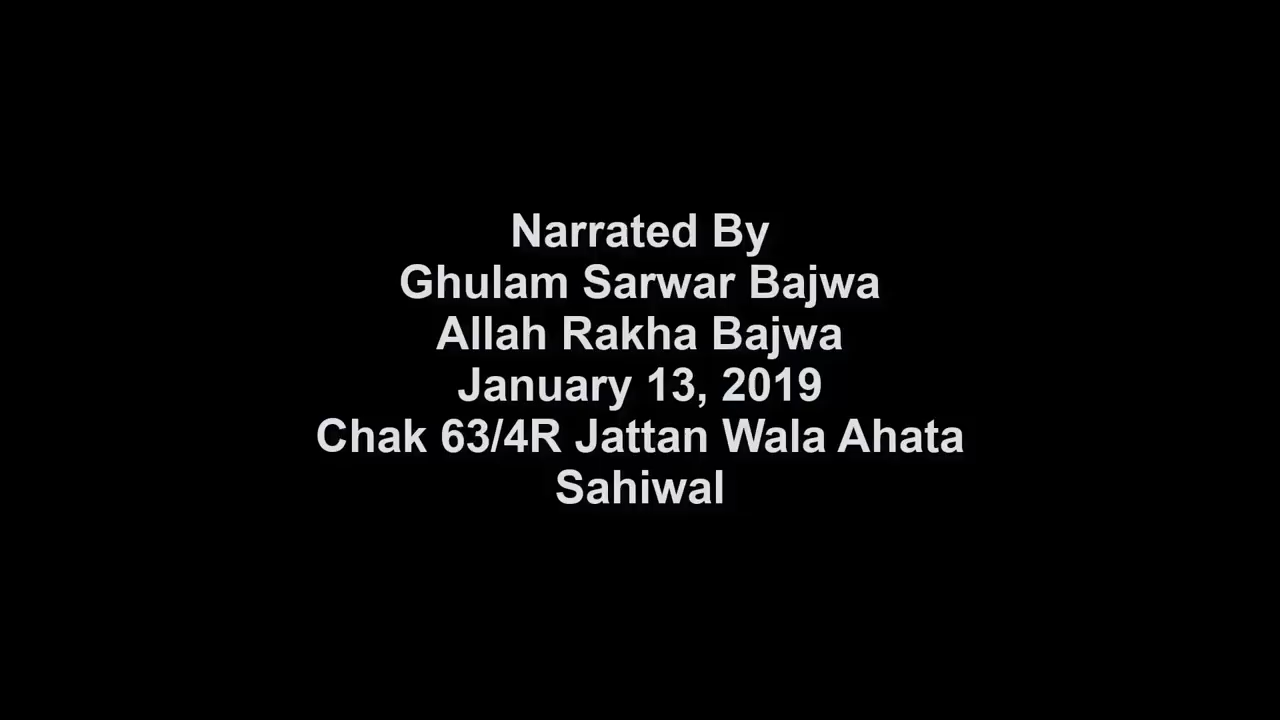 Narrated By
Ghulam Sarwar Bajwa
Allah Rakha Bajwa
January 13, 2019
Chak 63/4R Jattan Wala Ahata
Sahiwal